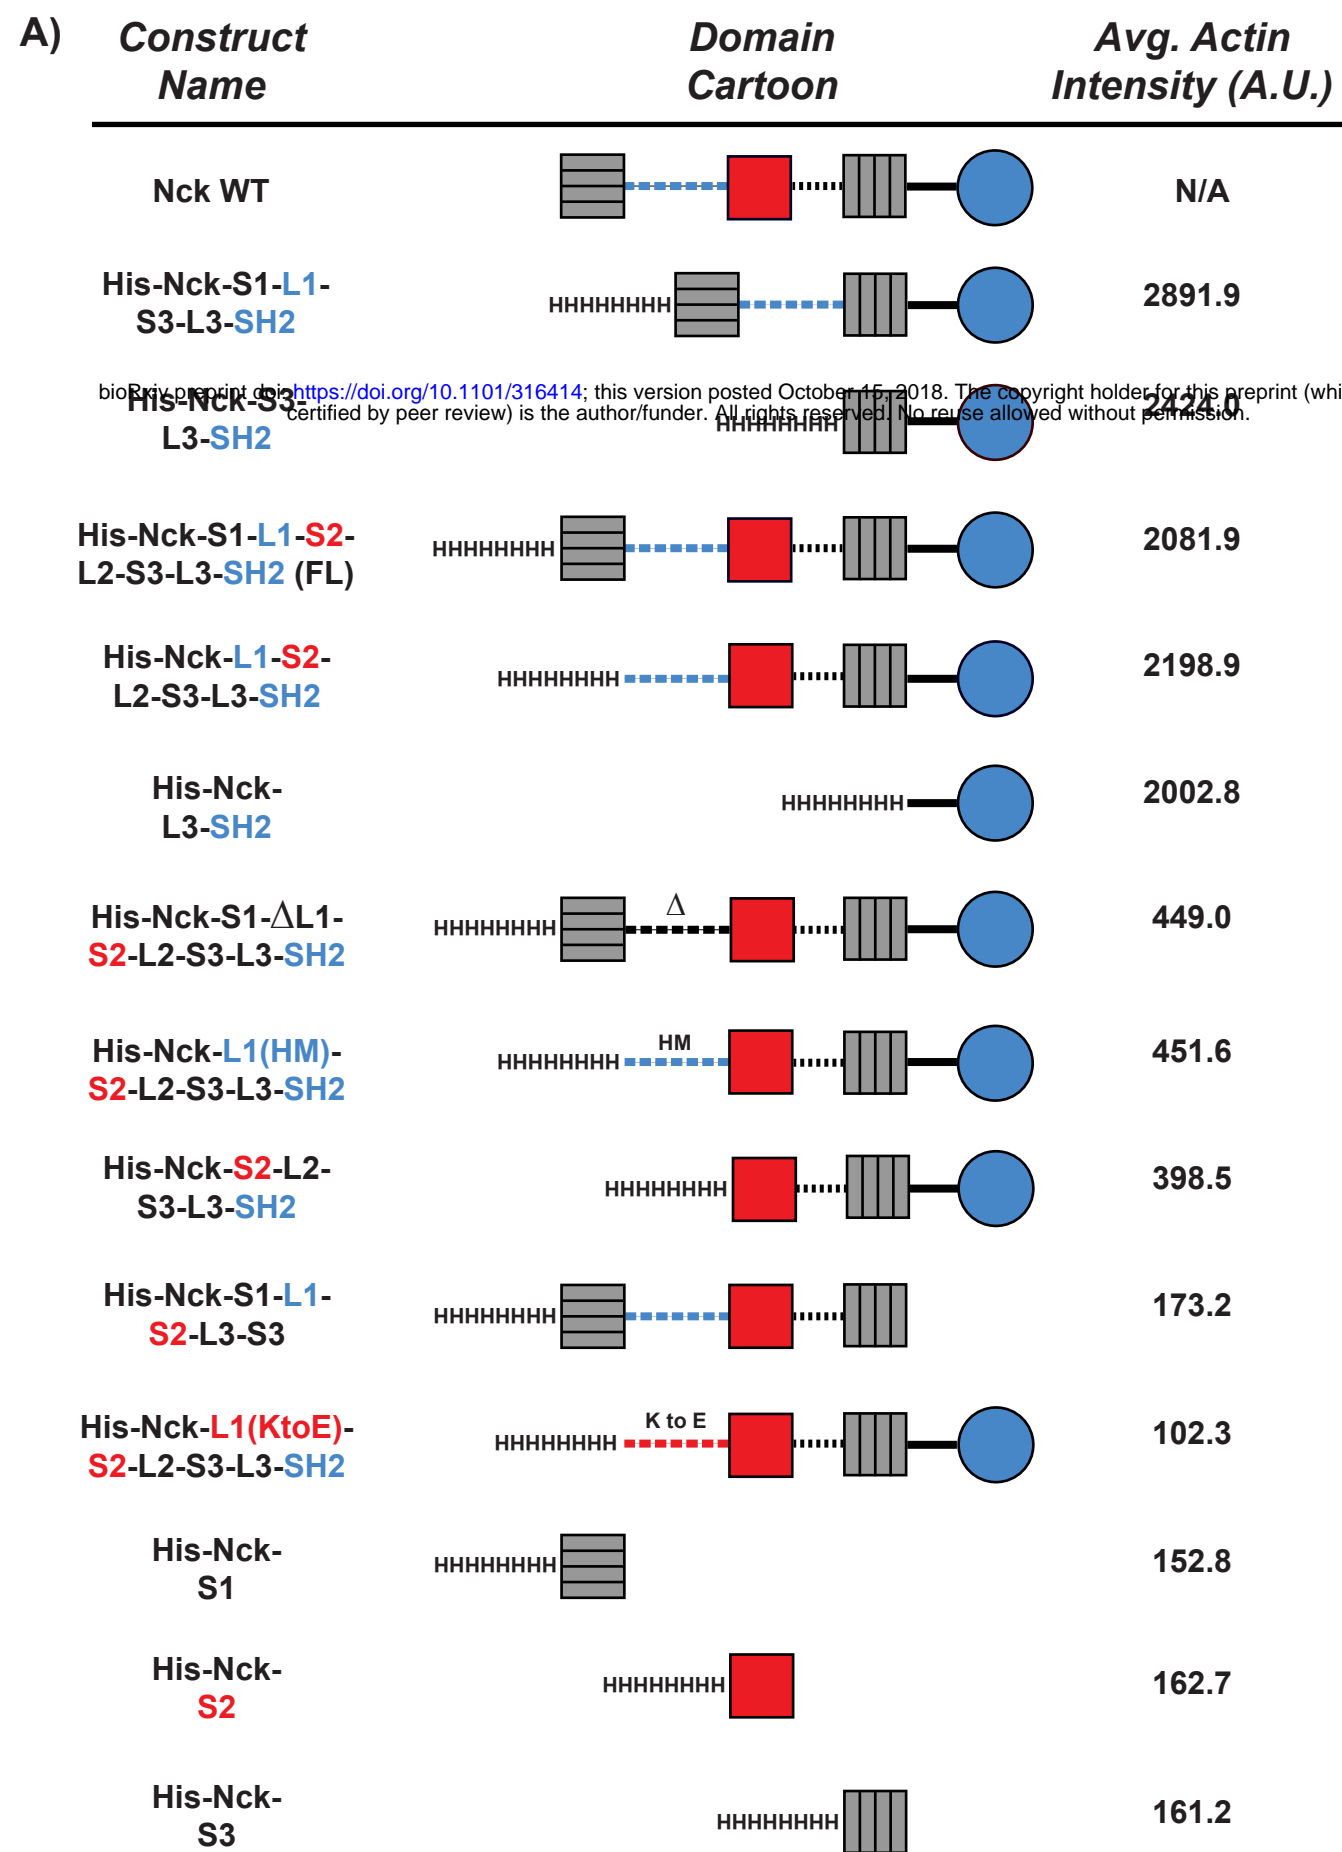 A) Construct Name Domain Cartoon Avg. Actin Intensity (A.U.)
Nck WT N/A
His-Nck-S1-L1-
S3-L3-SH2
HHHHHHHH
2891.9
bioRxiv preprint doi: https://doi.org/10.1101/316414; this version posted October 15, 2018. The copyright holder for this preprint (whi
certified by peer review) is the author/funder. All rights reserved. No reuse allowed without permission.
His-Nck-S3-
L3-SH2
HHHHHHHH
2424.0
His-Nck-S1-L1-S2-
L2-S3-L3-SH2 (FL)
HHHHHHHH
2081.9
His-Nck-L1-S2-
L2-S3-L3-SH2
HHHHHHHH
2198.9
His-Nck-
L3-SH2
HHHHHHHH
2002.8
His-Nck-S1-ΔL1-
S2-L2-S3-L3-SH2
HHHHHHHH
Δ
449.0
His-Nck-L1(HM)-
S2-L2-S3-L3-SH2
HHHHHHHH
HM
451.6
His-Nck-S2-L2-
S3-L3-SH2
HHHHHHHH
398.5
His-Nck-S1-L1-
S2-L3-S3
HHHHHHHH
173.2
His-Nck-L1(KtoE)-
S2-L2-S3-L3-SH2
HHHHHHHH
K to E
102.3
His-Nck-
S1
HHHHHHHH
152.8
His-Nck-
S2
HHHHHHHH
162.7
His-Nck-
S3
HHHHHHHH
161.2